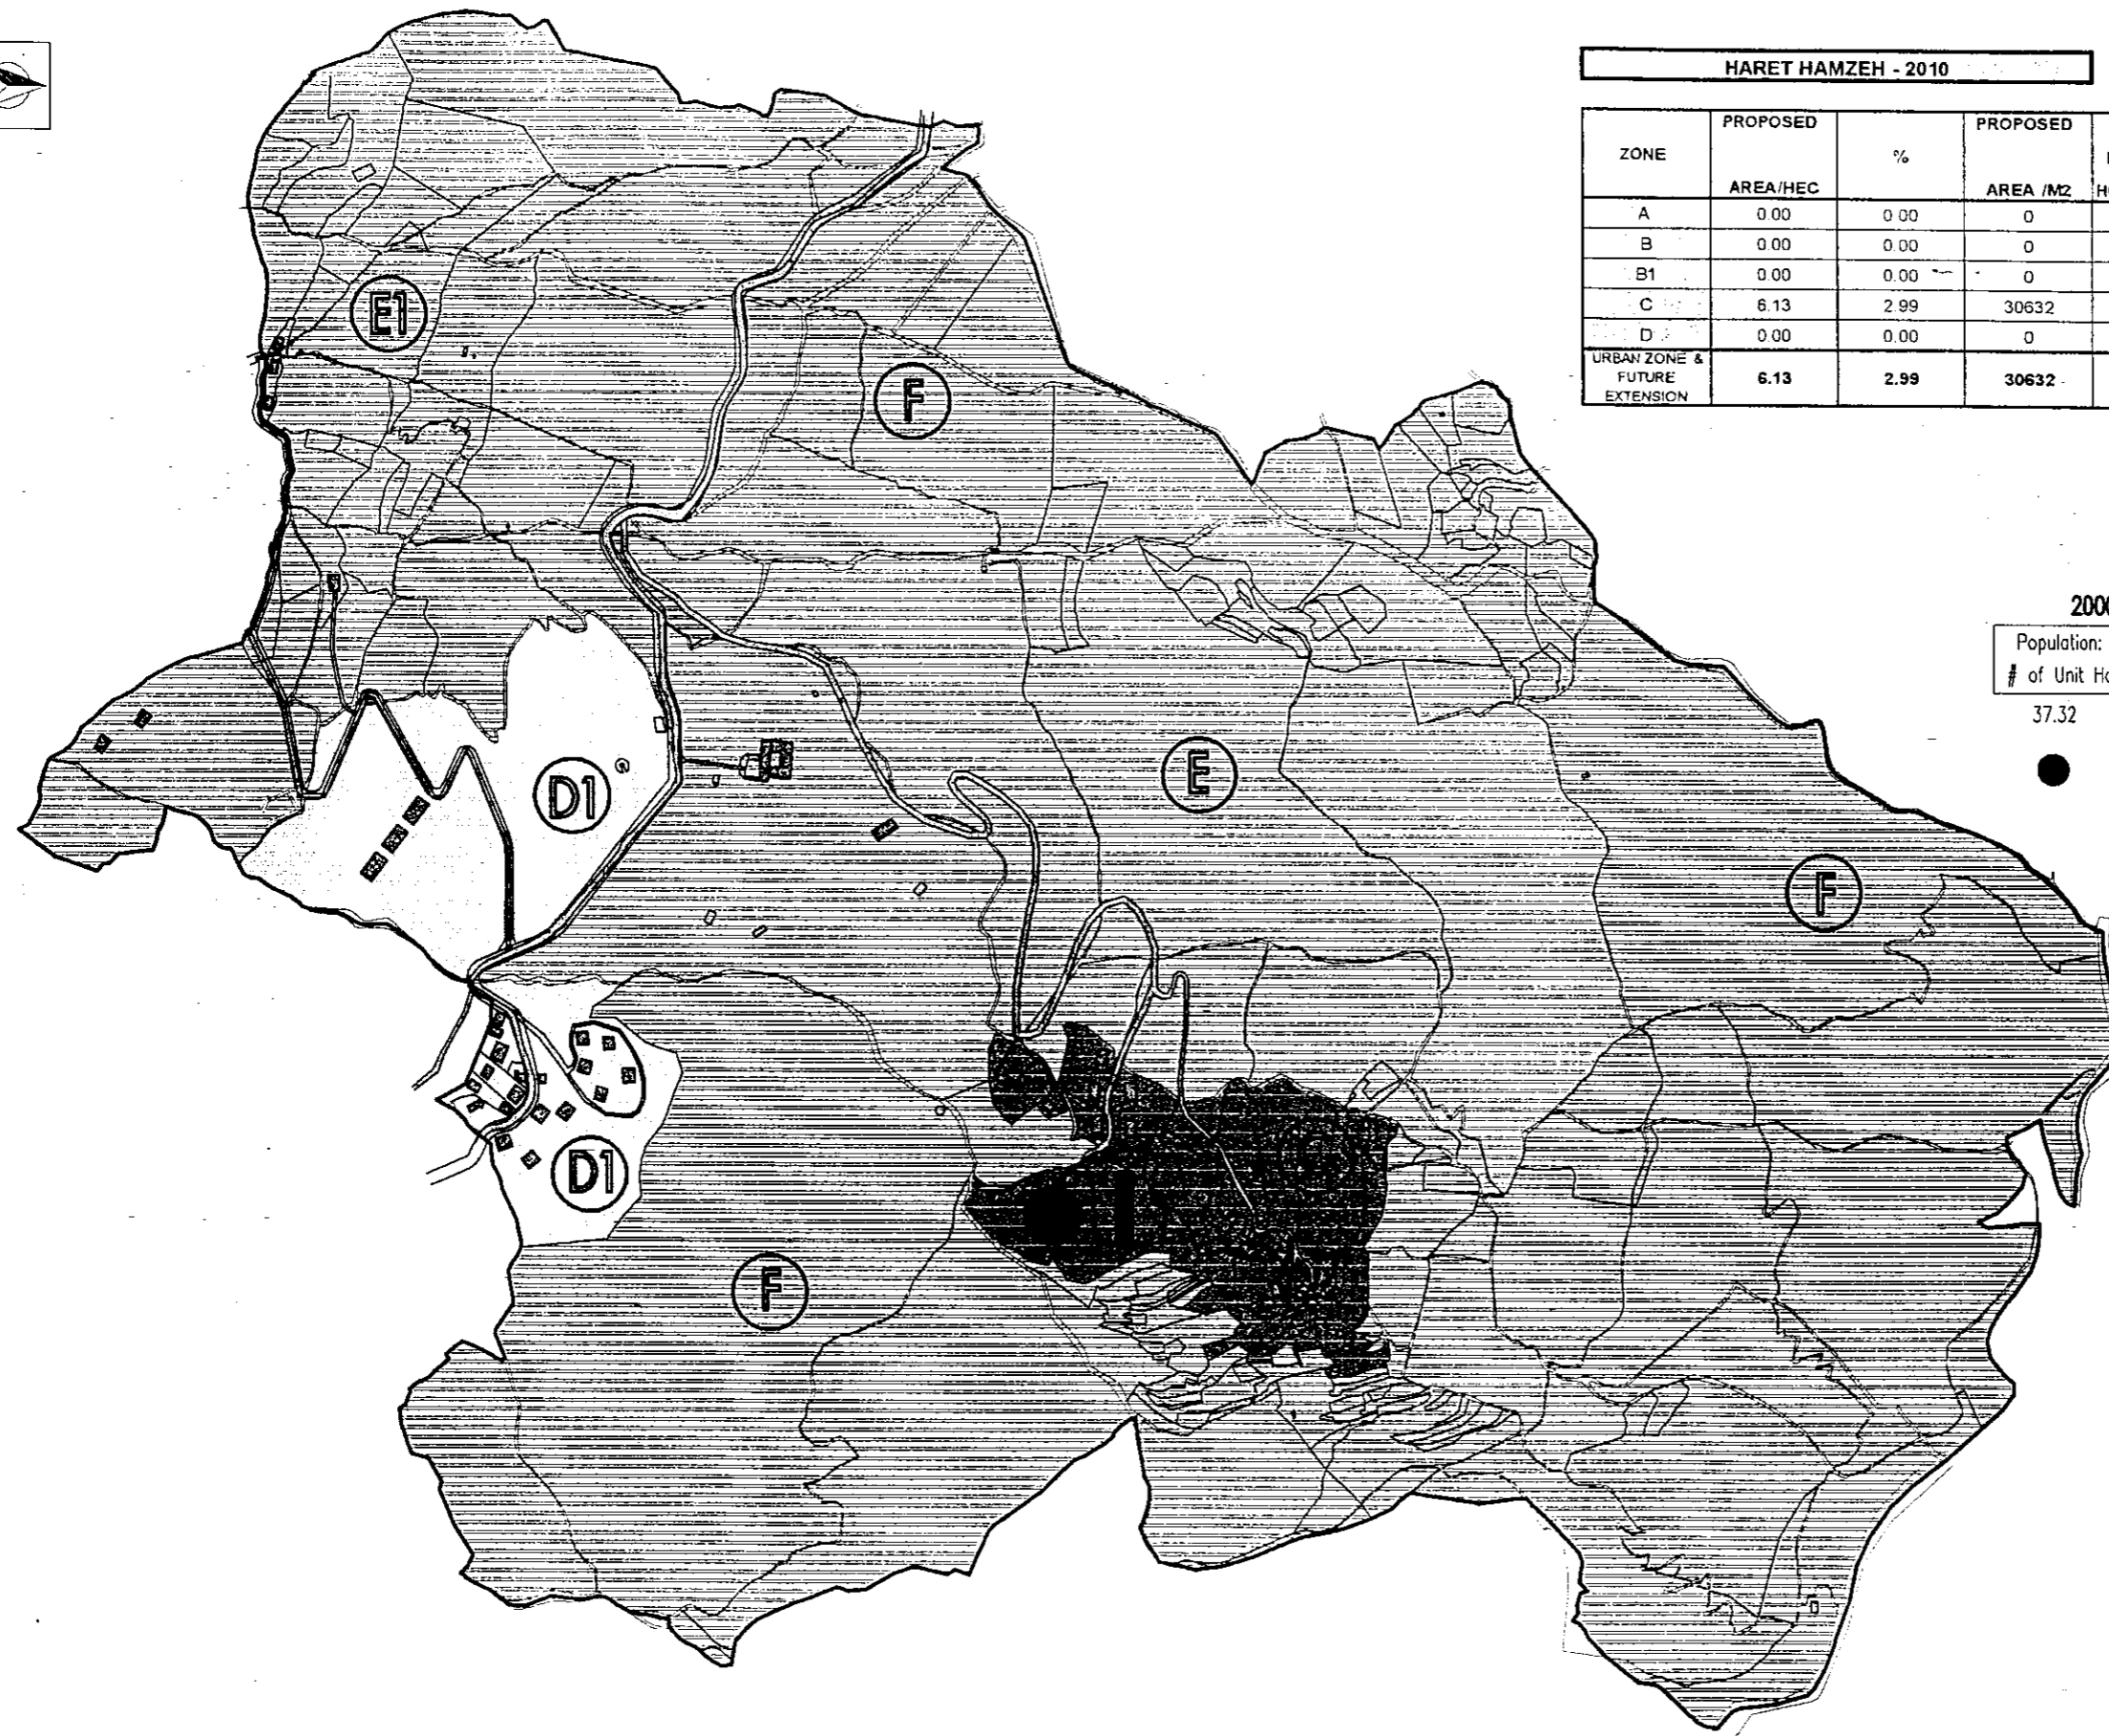 HARET HAMZEH - 2010
ZONE PROPOSED AREA/HEC % PROPOSED AREA /M2
A 0.00 0.00 0
B 0.00 0.00 0
B1 0.00 0.00 0
C 6.13 2.99 30632
D 0.00 0.00 0
URBAN ZONE & FUTURE EXTENSION 6.13 2.99 30632
E1
F
Population:
# of Unit
37.32
D1
E
F
D1
F